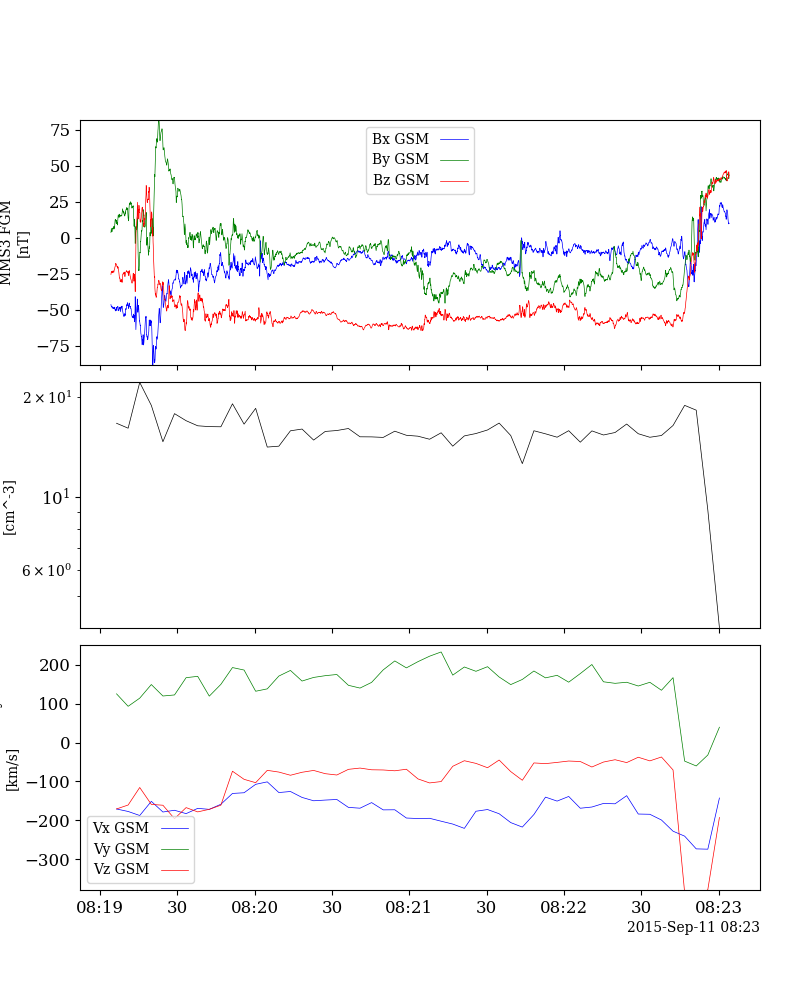 75
50
25
0
−25
−50
−75
MMS3 FGM
[nT]
Bx GSM
By GSM
Bz GSM
2 × 10¹
10¹
6 × 10⁰
[cm^-3]
200
100
0
−100
−200
−300
[km/s]
Vx GSM
Vy GSM
Vz GSM
08:19 30 08:20 30 08:21 30 08:22 30 08:23
2015-Sep-11 08:23